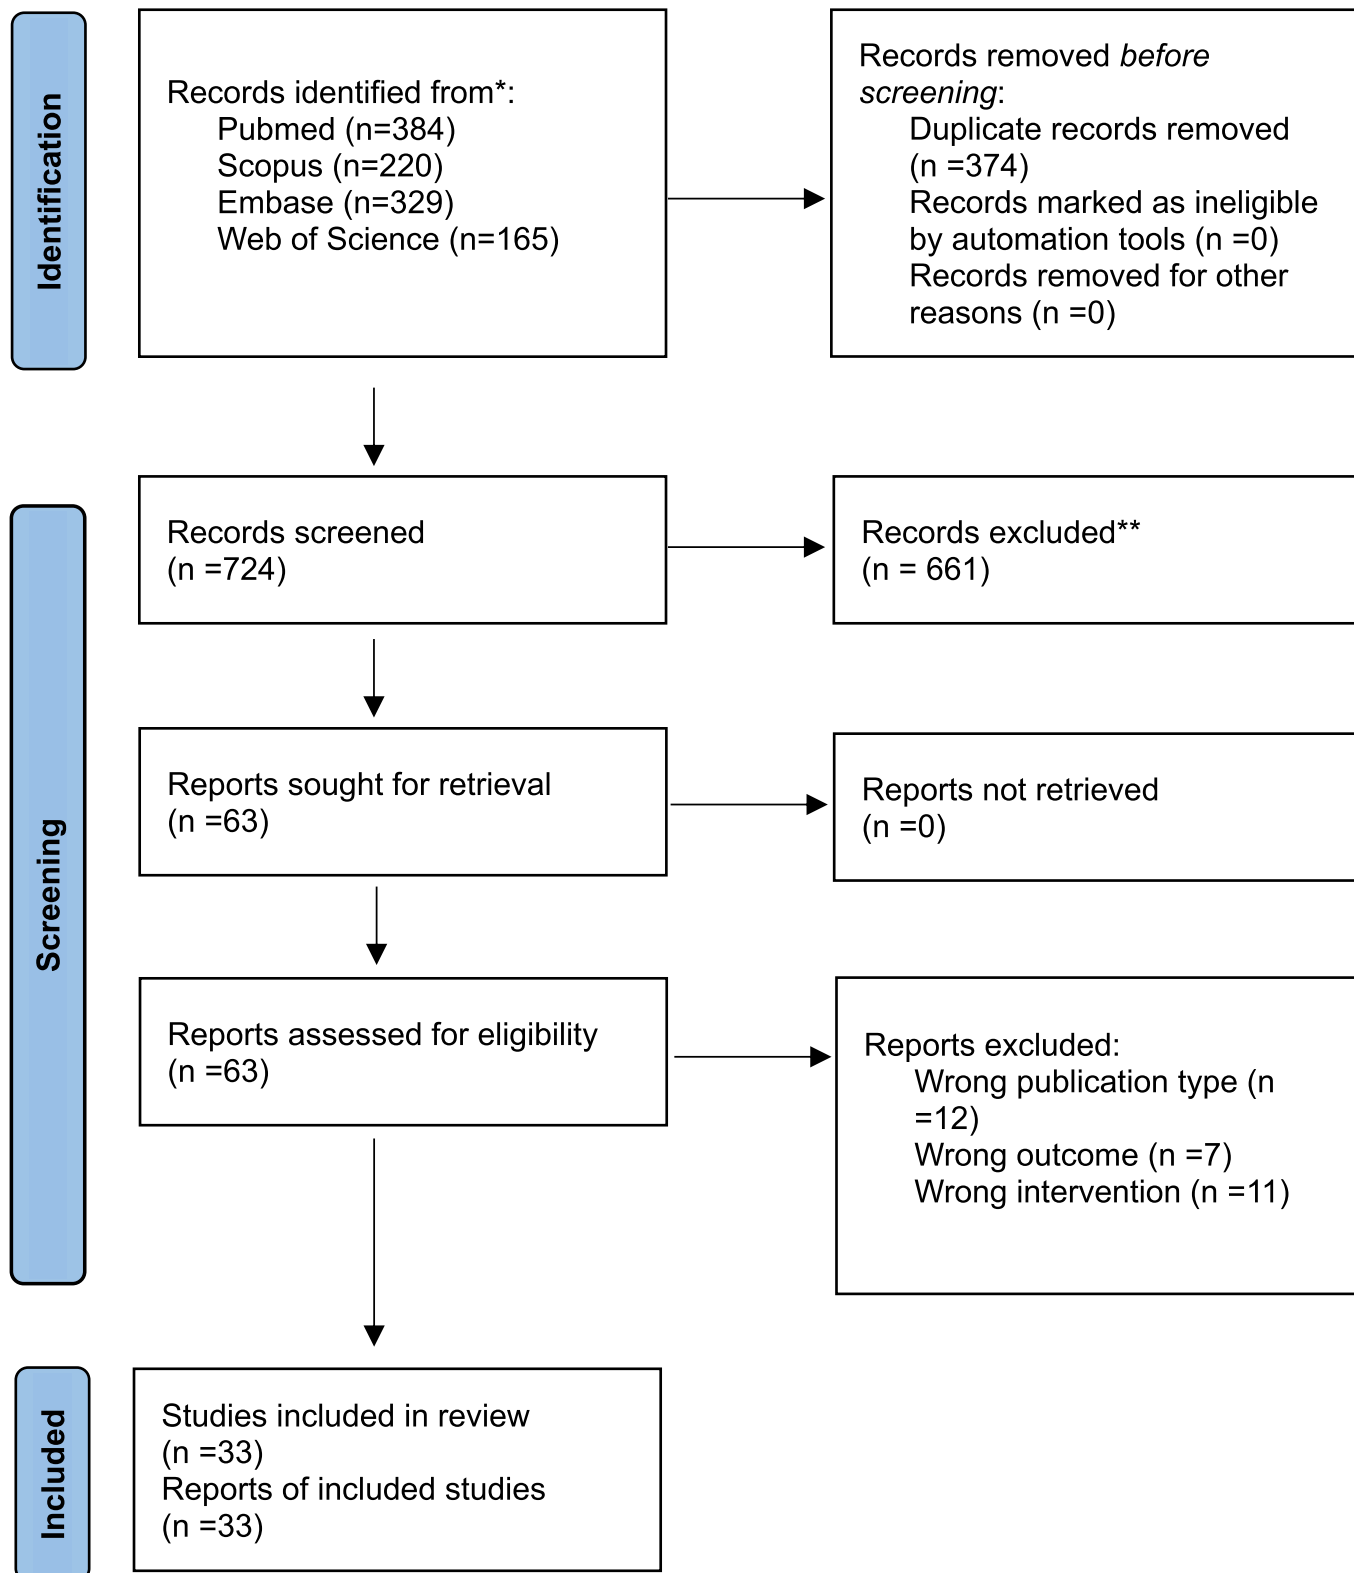 Identification
Records identified from*:
Pubmed (n=384)
Scopus (n=220)
Embase (n=329)
Web of Science (n=165)
Records removed before
screening:
Duplicate records removed
(n =374)
Records marked as ineligible
by automation tools (n =0)
Records removed for other
reasons (n =0)
Screening
Records screened
(n =724)
Records excluded**
(n = 661)
Reports sought for retrieval
(n =63)
Reports not retrieved
(n =0)
Reports assessed for eligibility
(n =63)
Reports excluded:
Wrong publication type (n
=12)
Wrong outcome (n =7)
Wrong intervention (n =11)
Included
Studies included in review
(n =33)
Reports of included studies
(n =33)